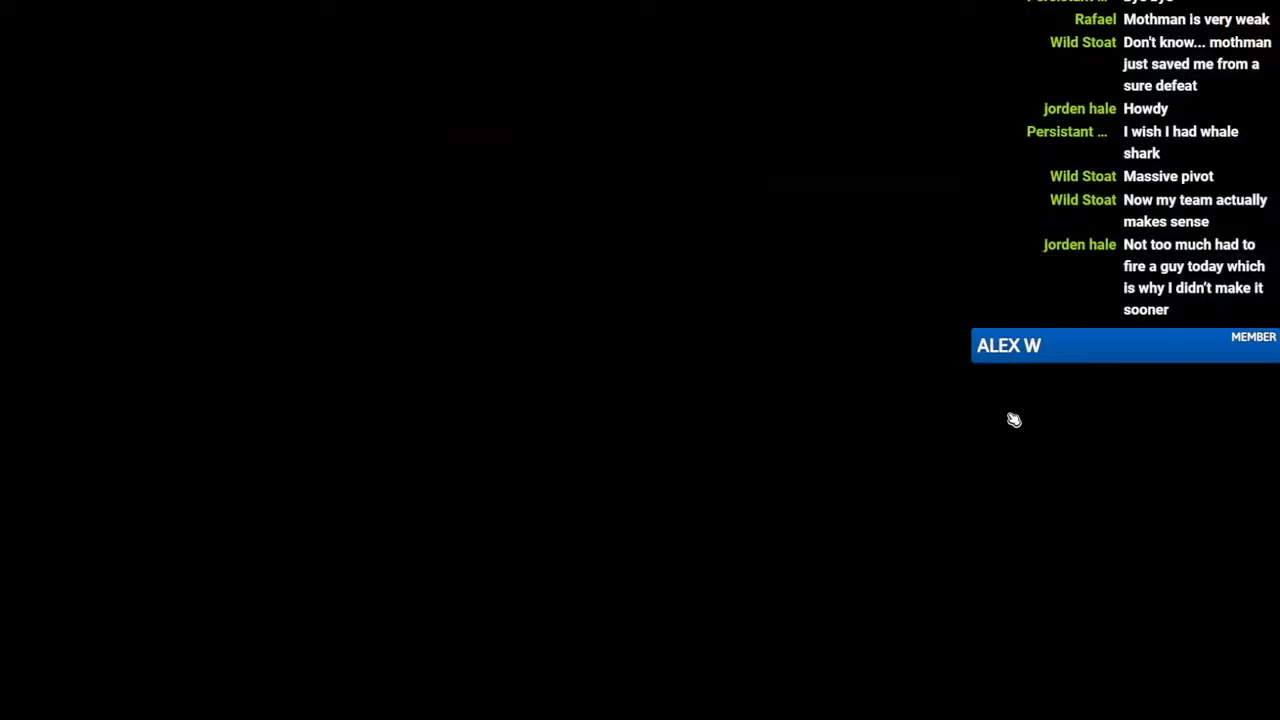 Rafael Mothman is very weak
Wild Stoat Don't know... mothman
just saved me from a
sure defeat
jorden hale Howdy
Persistant ... I wish I had whale
shark
Wild Stoat Massive pivot
Wild Stoat Now my team actually
makes sense
jorden hale Not too much had to
fire a guy today which
is why I didn't make it
sooner
ALEX W MEMBER